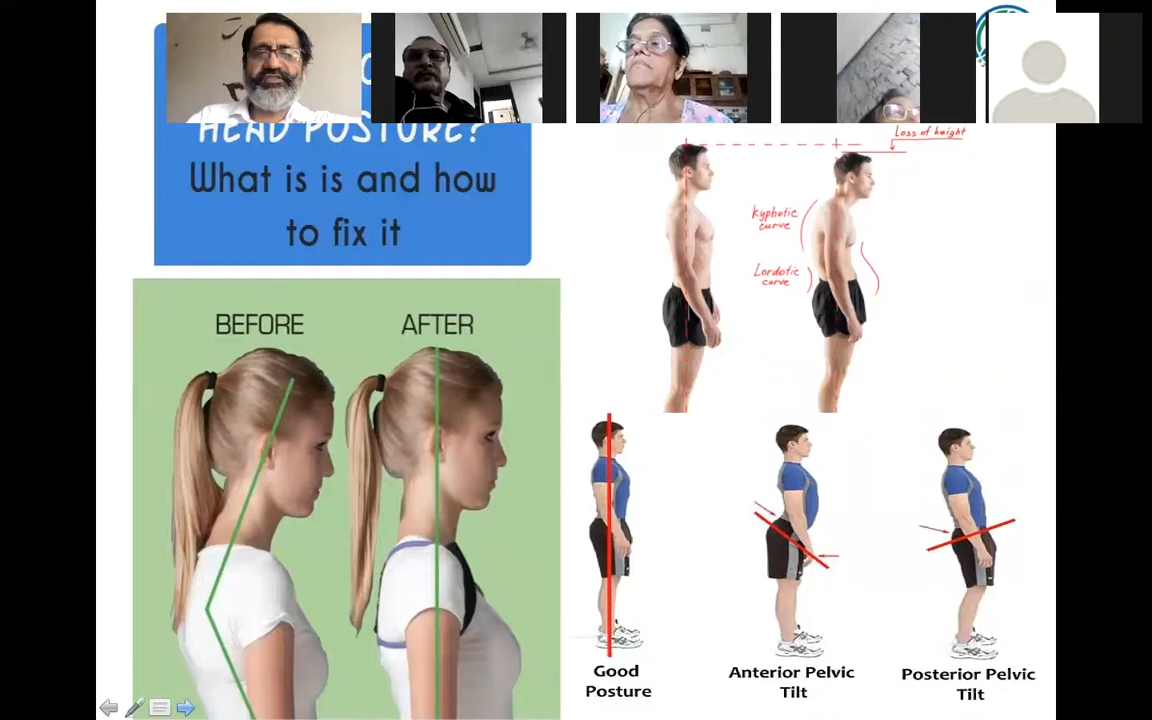 HEAD POSTURE?
What is is and how
to fix it
BEFORE
AFTER
Loss of height
Kyphotic
curve
Lordotic
curve
Good
Posture
Anterior Pelvic
Tilt
Posterior Pelvic
Tilt